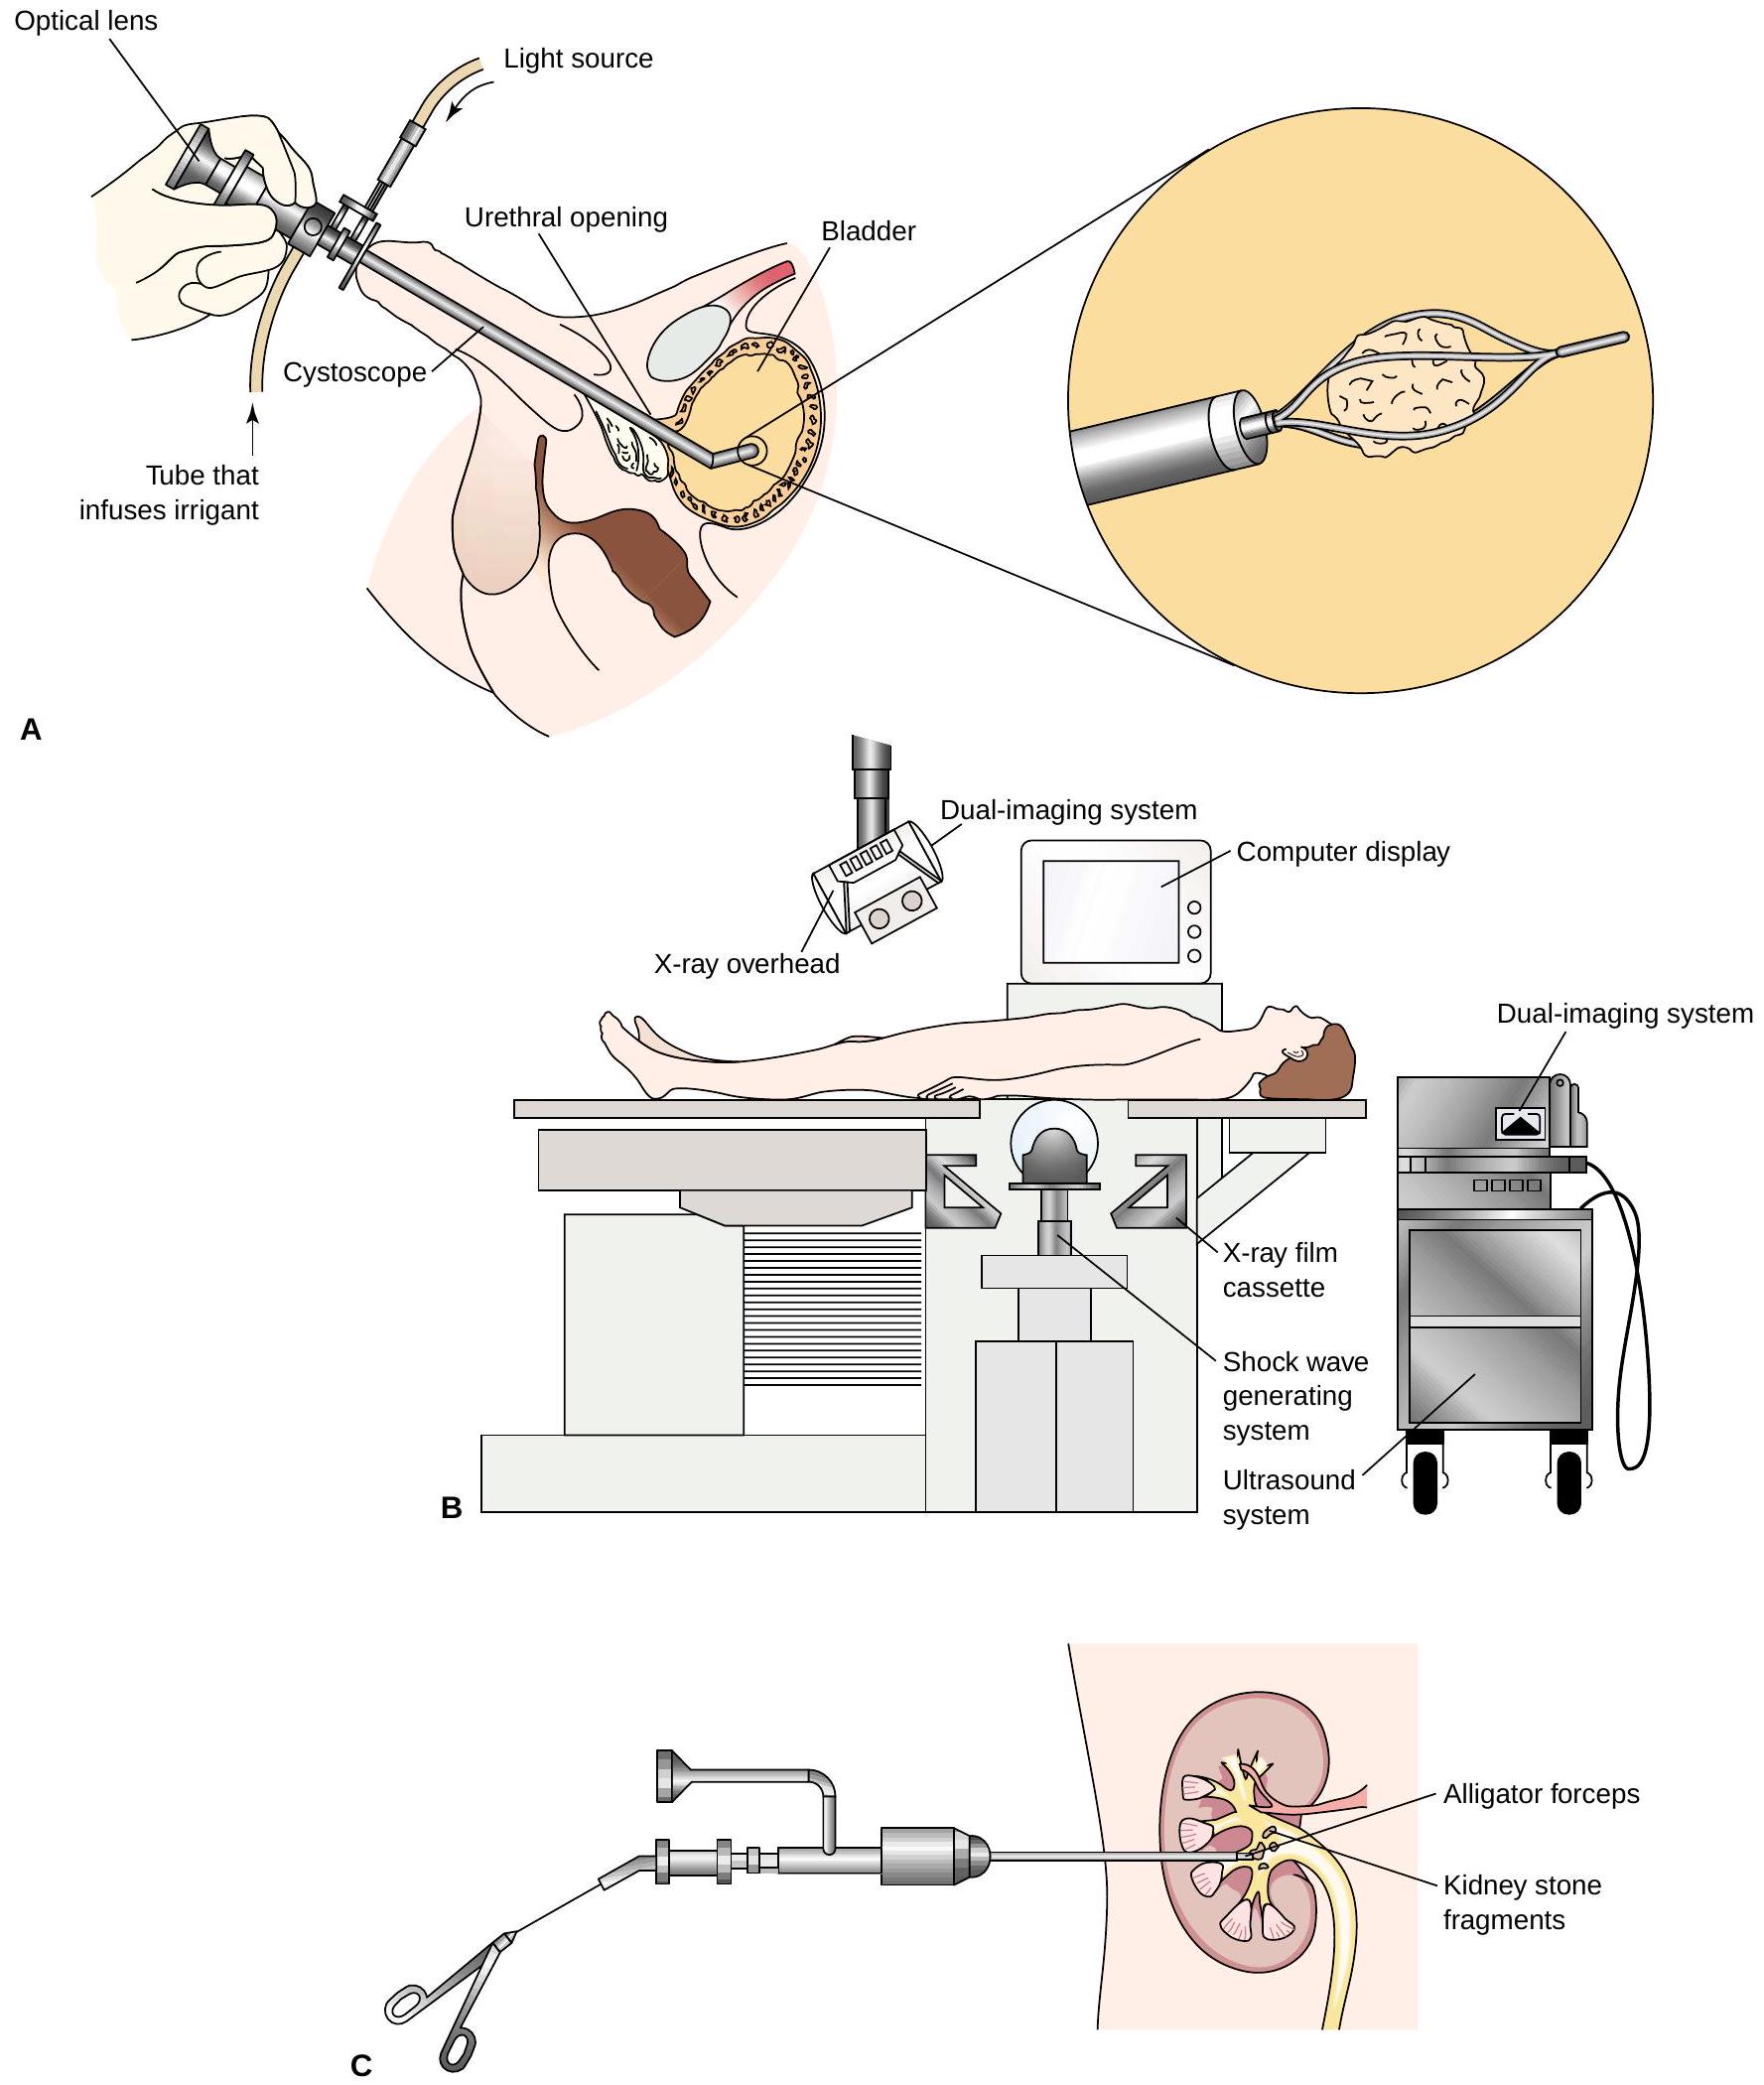 Optical lens
Light source
Urethral opening
Bladder
Cystoscope
Tube that
infuses irrigant
A
Dual-imaging system
Computer display
X-ray overhead
Dual-imaging system
X-ray film
cassette
Shock wave
generating
system
Ultrasound
system
B
Alligator forceps
Kidney stone
fragments
C